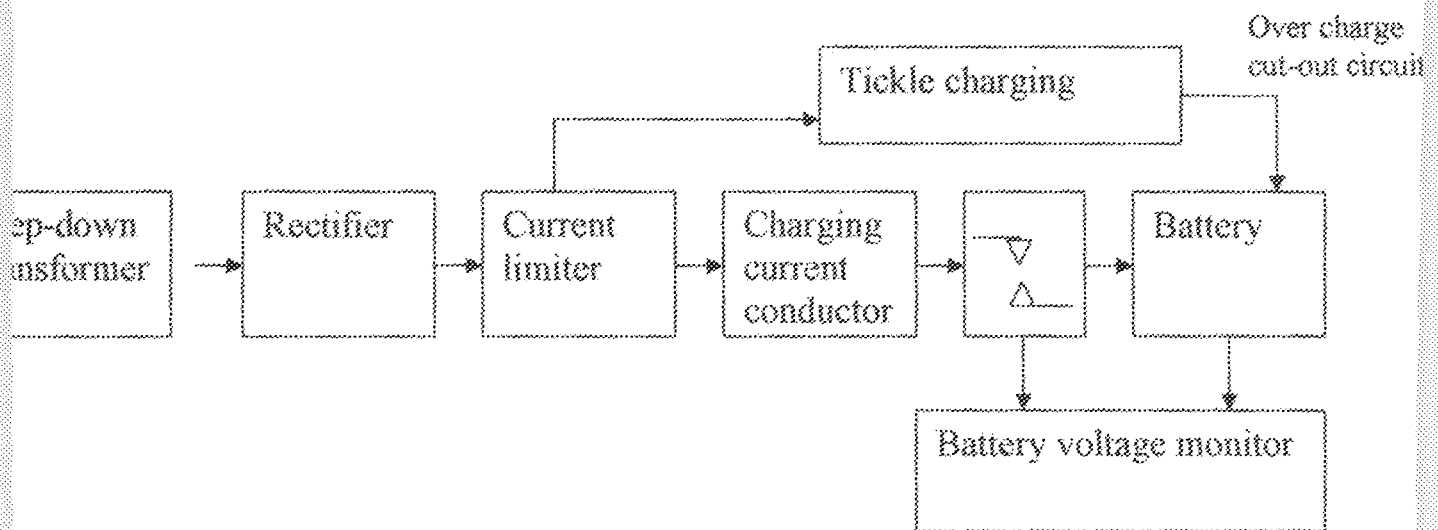 Over charge
cut-out circuit
Tickle charging
ep-down
ansformer
Rectifier
Current
limiter
Charging
current
conductor
Battery
Battery voltage monitor